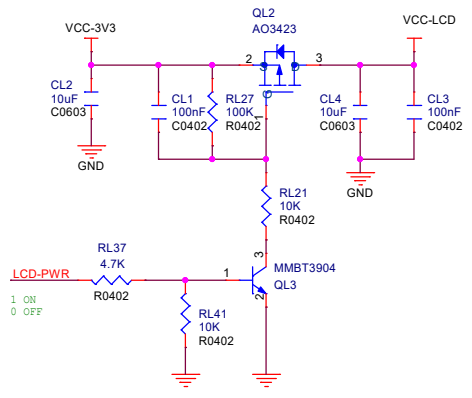 QL2
AO3423
VCC-3V3
VCC-LCD
2
3
1
CL2
10uF
C0603
CL1
100nF
C0402
RL27
100K
R0402
CL4
10uF
C0603
CL3
100nF
C0402
GND
GND
RL21
10K
R0402
RL37
4.7K
R0402
LCD-PWR
1 ON
0 OFF
3
1
2
MMBT3904
QL3
RL41
10K
R0402